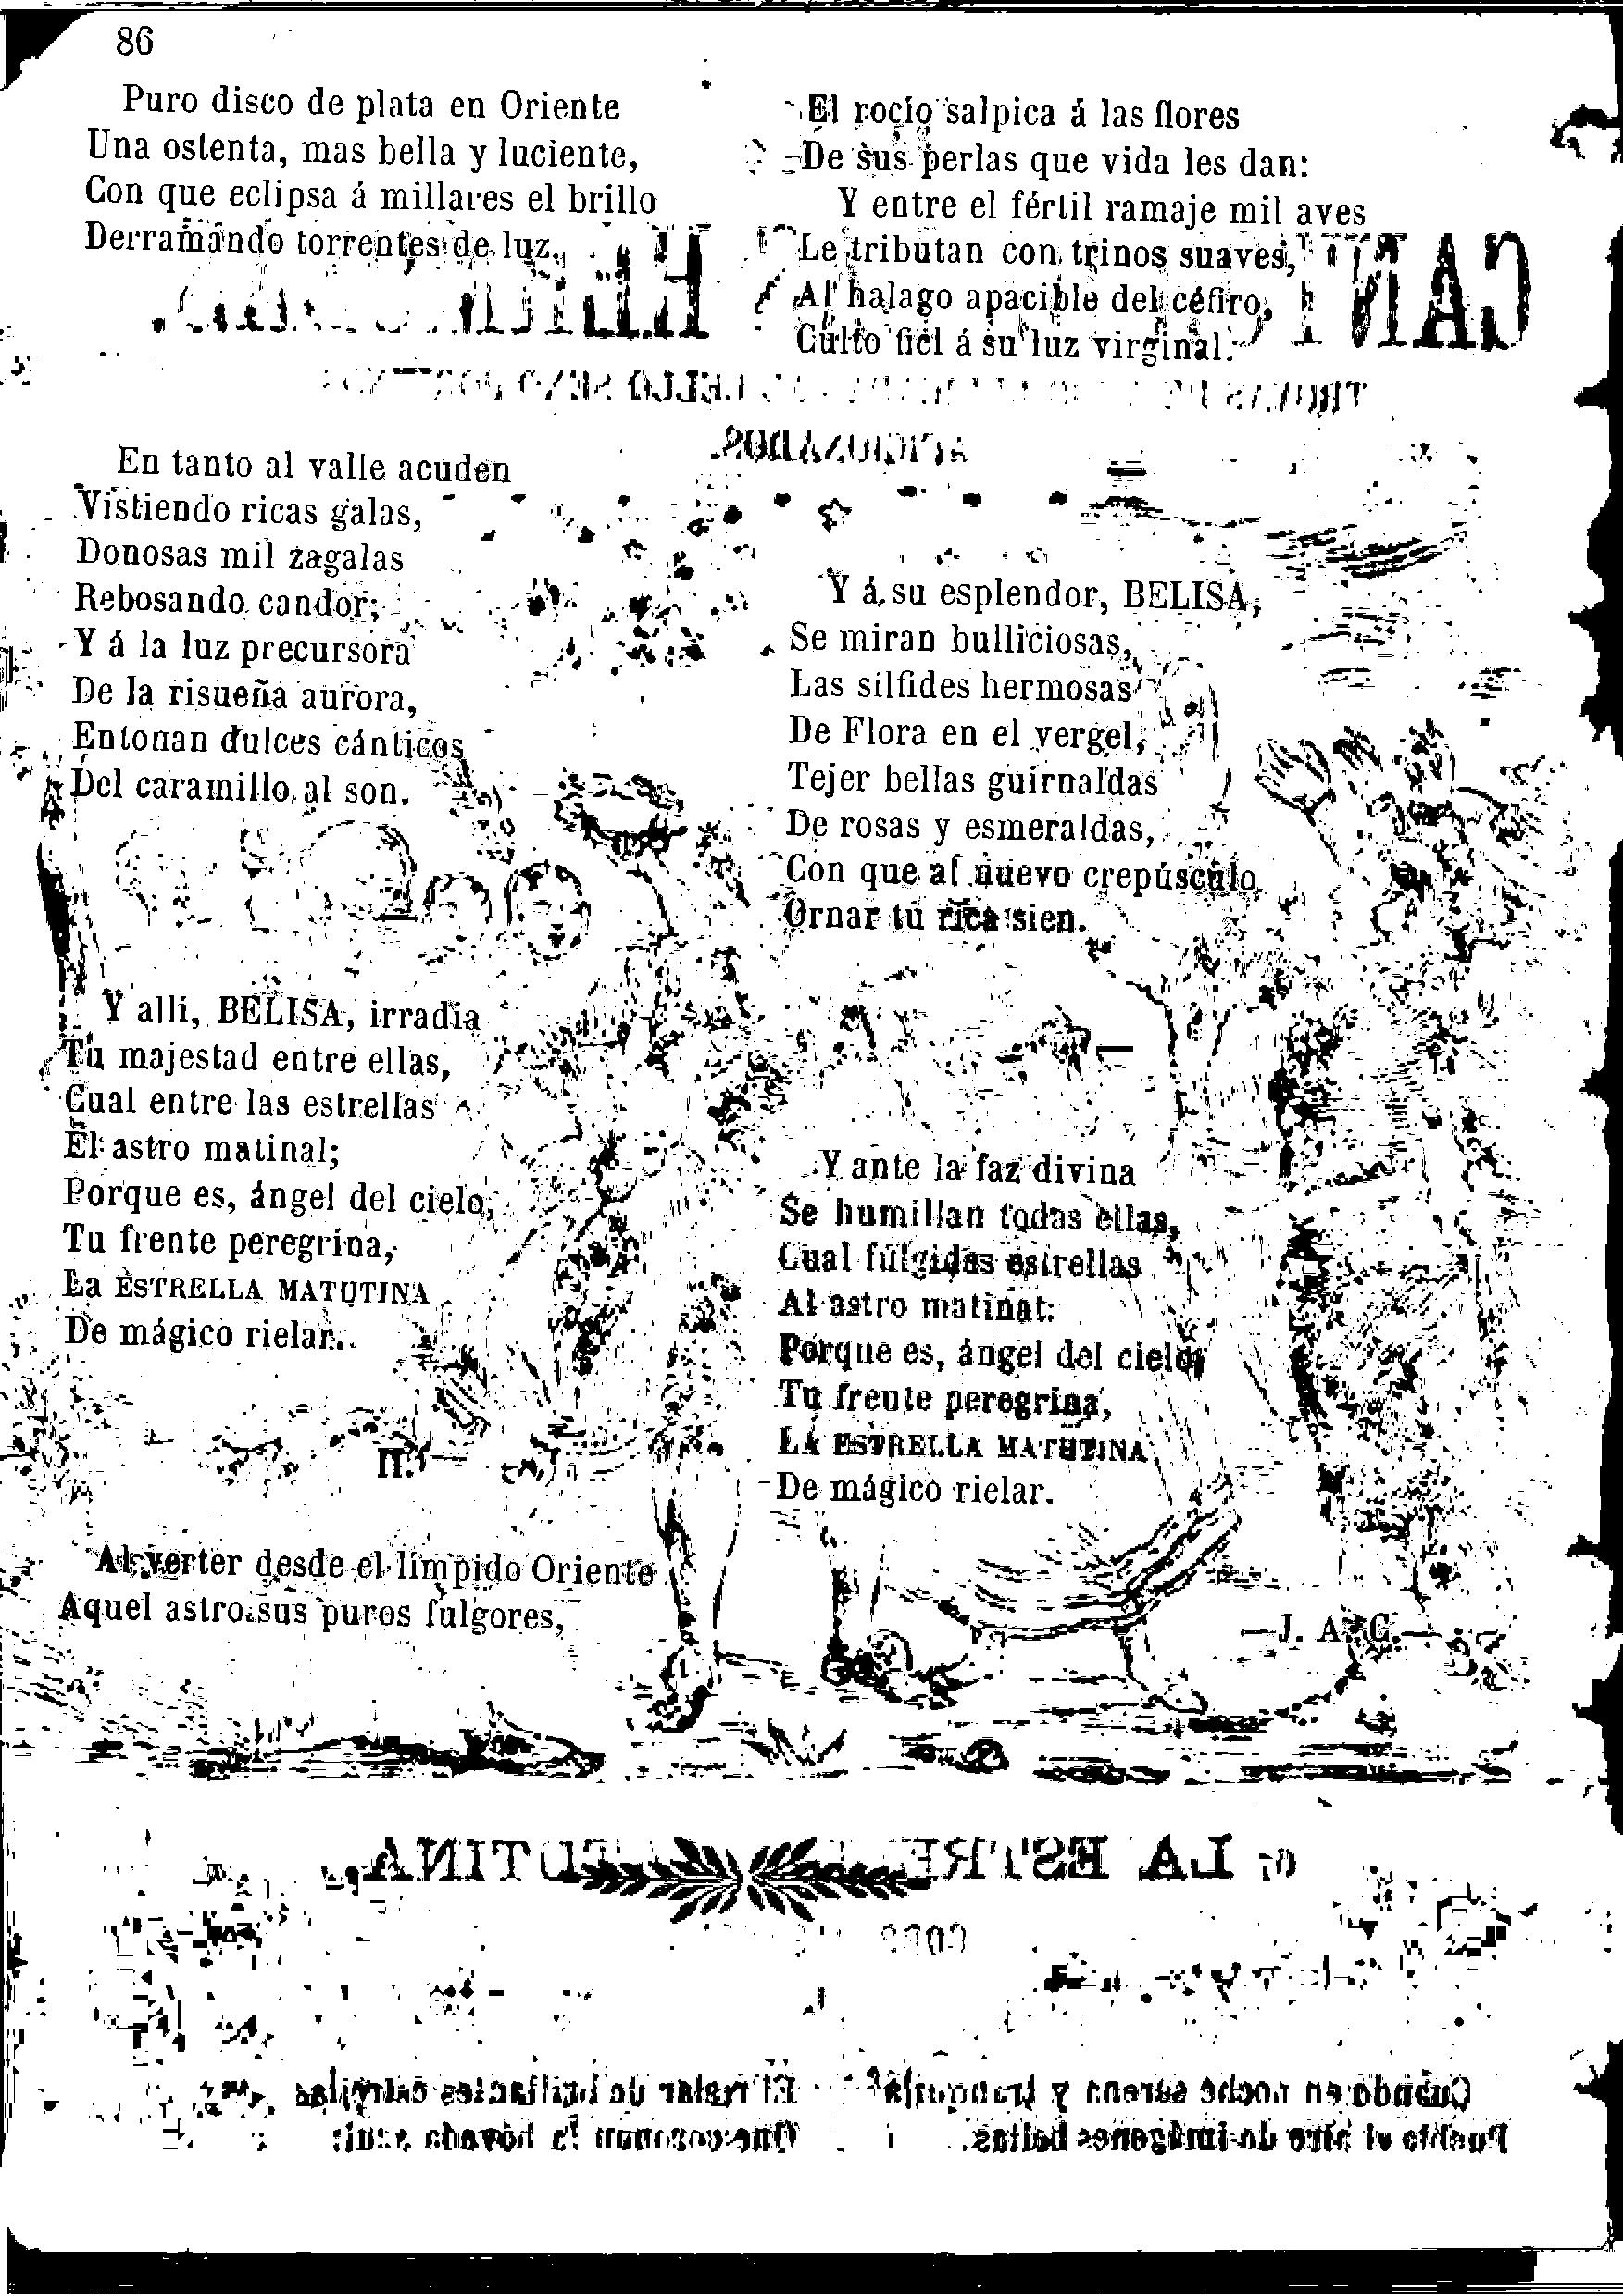 86
Puro disco de plata en Oriente
Una ostenta, mas bella y luciente,
Con que eclipsa á millares el brillo
Derramando torrentes de luz.
En tanto al valle acuden
Vistiendo ricas galas,
Donosas mil zagalas
Rebosando candor;
Y á la luz precursora
De la risueña aurora,
Entonan dulces cánticos
Del caramillo al son.
Y alli, BELISA, irradia
Tu majestad entre ellas,
Cual entre las estrellas
El astro matinal;
Porque es, ángel del cielo,
Tu frente peregrina,
La ESTRELLA MATUTINA
De mágico rielar..
II.
Al verter desde el límpido Oriente
Aquel astro sus puros fulgores,
El rocío salpica á las flores
De sus perlas que vida les dan:
Y entre el fértil ramaje mil aves
Le tributan con trinos suaves,
Al halago apacible del céfiro,
Culto fiel á su luz virginal.
Y á su esplendor, BELISA,
Se miran bulliciosas,
Las sílfides hermosas
De Flora en el vergel,
Tejer bellas guirnaldas
De rosas y esmeraldas,
Con que al nuevo crepúsculo
Ornar tu rica sien.
Y ante la faz divina
Se humillan todas ellas,
Cual fúlgidas estrellas
Al astro matinal:
Porque es, ángel del cielo,
Tu frente peregrina,
LA ESTRELLA MATUTINA
De mágico rielar.
—J. A. C.—